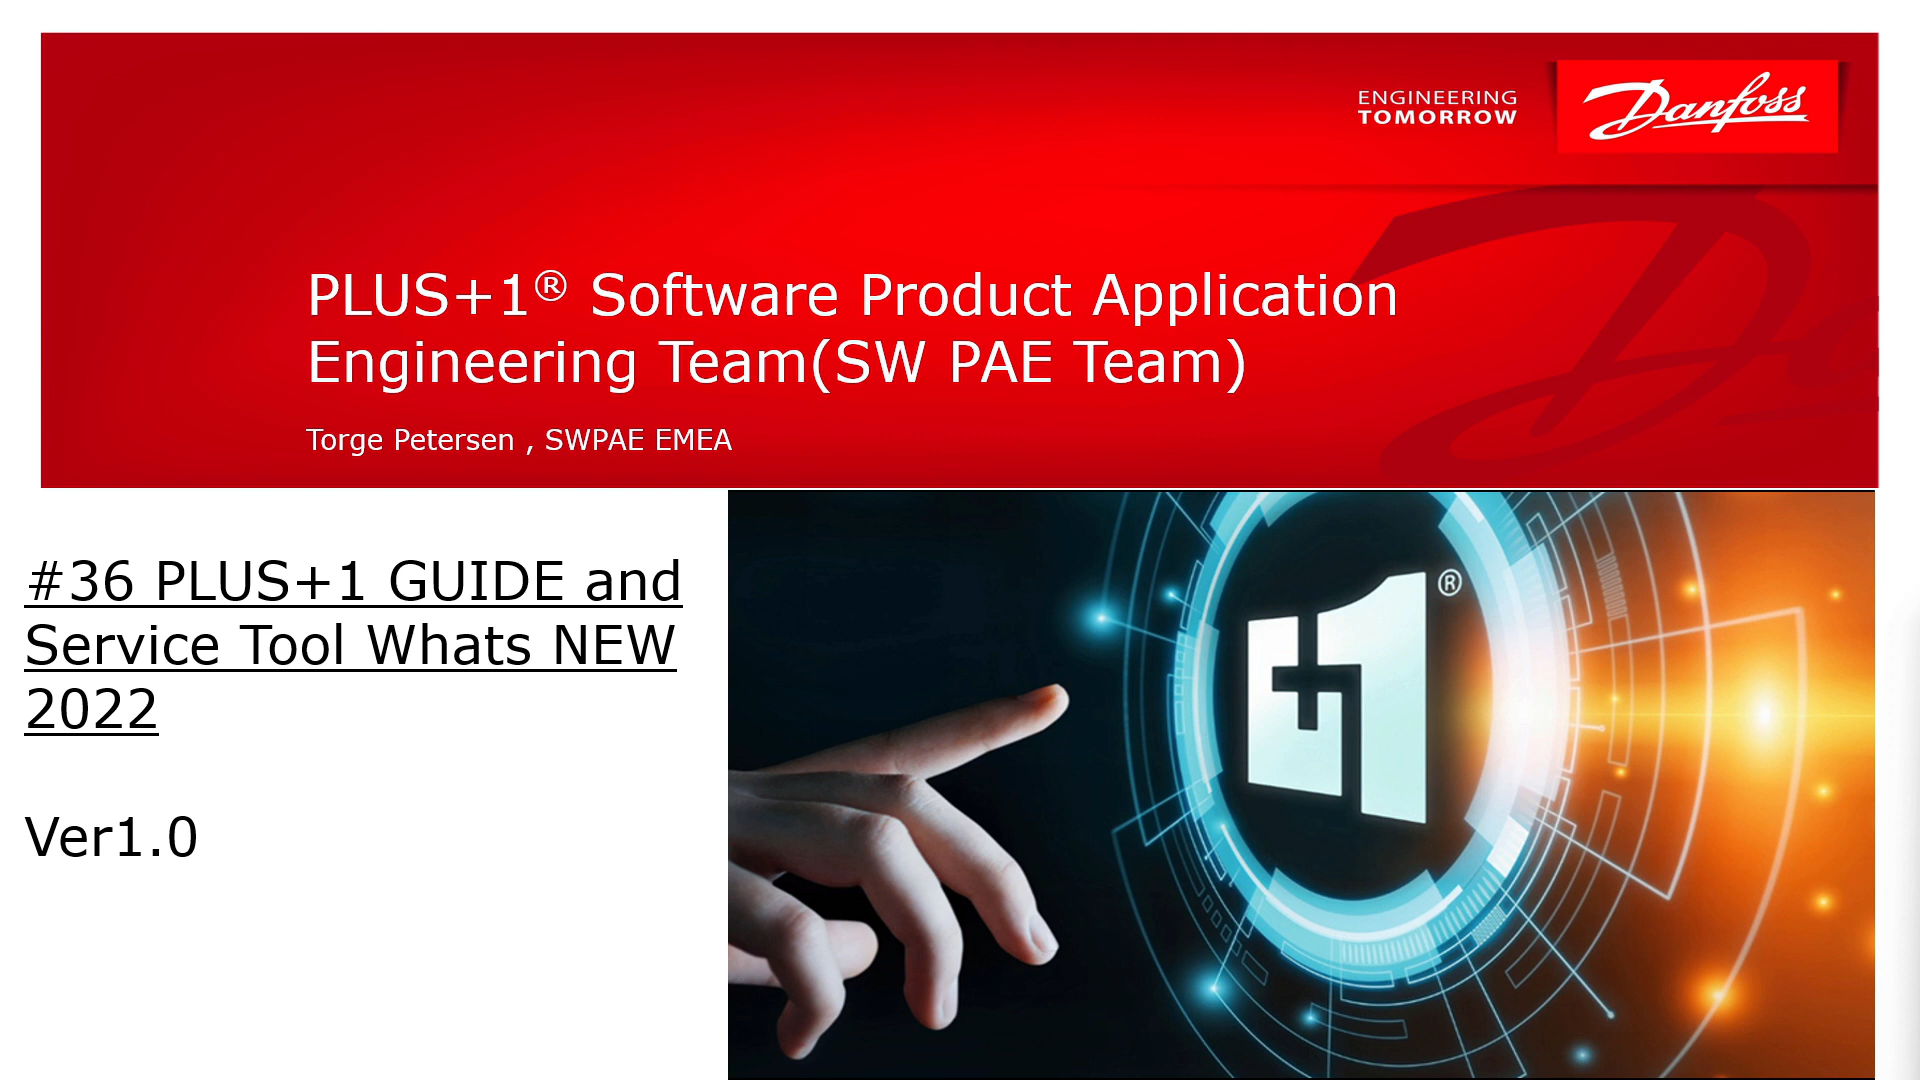 ENGINEERING
TOMORROW
Danfoss
PLUS+1® Software Product Application
Engineering Team(SW PAE Team)
Torge Petersen , SWPAE EMEA
#36 PLUS+1 GUIDE and
Service Tool Whats NEW
2022
Ver1.0
+1®